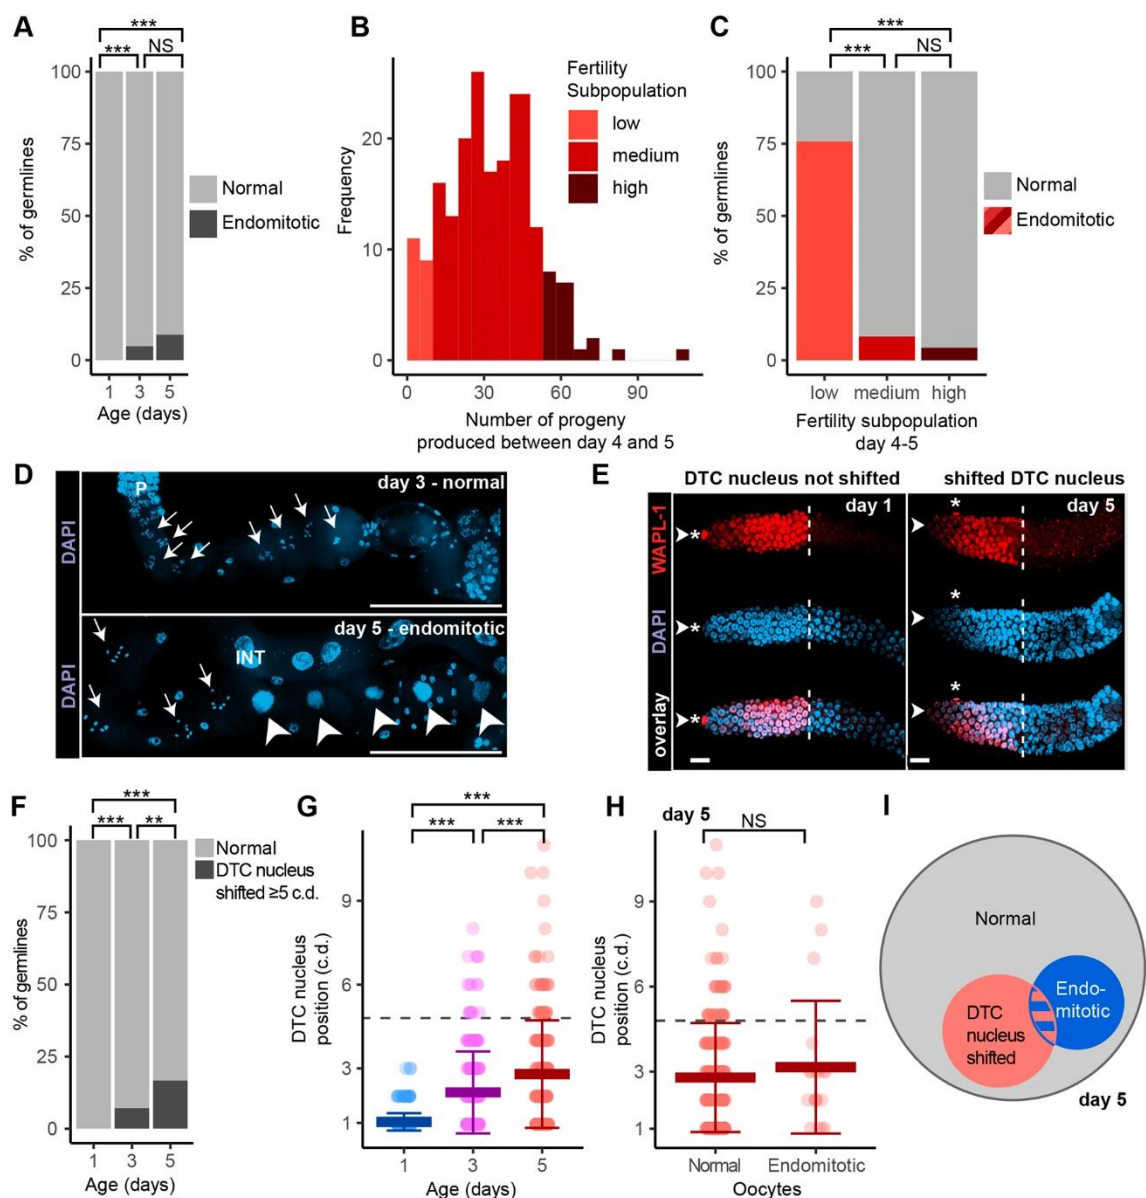 A
***
***
NS
% of germlines
100
75
50
25
0
1 3 5
Age (days)
Normal
Endomitotic
B
Frequency
20
10
0
0 30 60 90
Number of progeny
produced between day 4 and 5
Fertility
Subpopulation
low
medium
high
C
***
***
NS
% of germlines
100
75
50
25
0
low medium high
Fertility subpopulation
day 4-5
Normal
Endomitotic
D
DAPI
P
day 3 - normal
DAPI
INT
day 5 - endomitotic
E
DTC nucleus not shifted
shifted DTC nucleus
WAPL-1
DAPI
overlay
day 1
day 5
*
*
*
*
*
*
F
***
***
**
% of germlines
100
75
50
25
0
1 3 5
Age (days)
Normal
DTC nucleus
shifted ≥5 c.d.
G
***
***
***
DTC nucleus
position (c.d.)
9
6
3
1
1 3 5
Age (days)
H
day 5
NS
DTC nucleus
position (c.d.)
9
6
3
1
Normal Endomitotic
Oocytes
I
Normal
DTC
nucleus
shifted
Endo-
mitotic
day 5